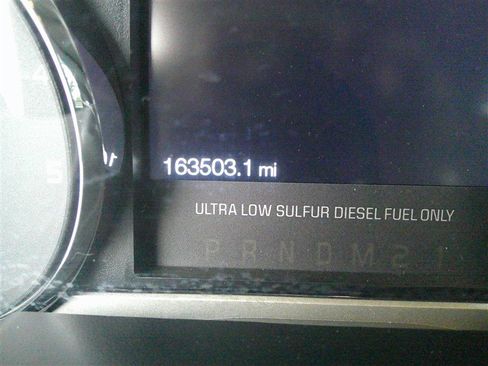 163503.1 mi
ULTRA LOW SULFUR DIESEL FUEL ONLY
P R N D M 2 1